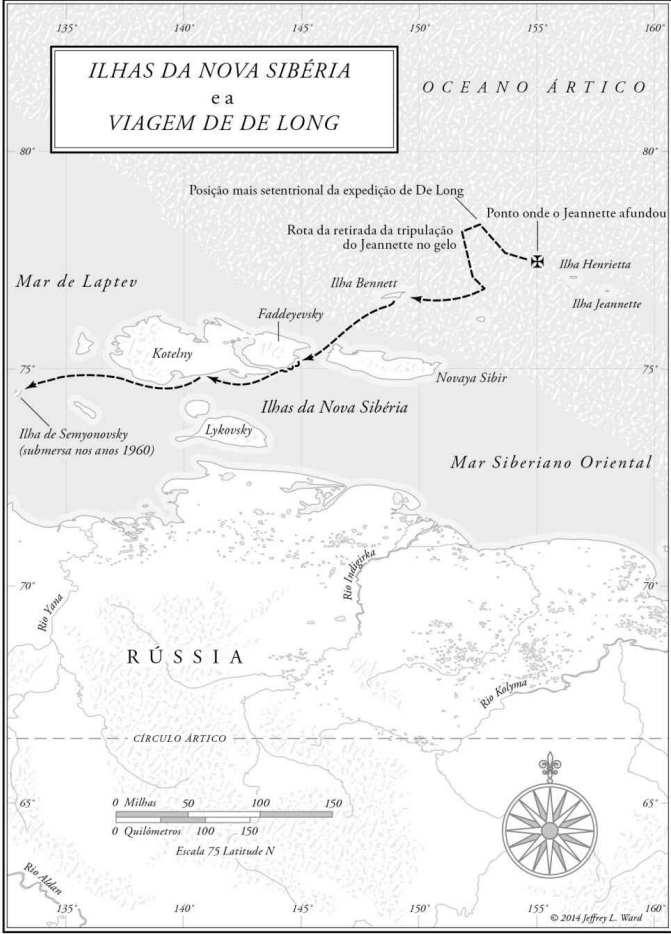 135°
140°
145°
150°
155°
160°
ILHAS DA NOVA SIBÉRIA
e a
VIAGEM DE DE LONG
OCEANO ÁRTICO
80°
80°
Posição mais setentrional da expedição de De Long
Ponto onde o Jeannette afundou
Rota da retirada da tripulação
do Jeannette no gelo
Ilha Henrietta
Mar de Laptev
Ilha Bennett
Ilha Jeannette
Faddeyevsky
Kotelny
75°
75°
Novaya Sibir
Ilhas da Nova Sibéria
Ilha de Semyonovsky
(submersa nos anos 1960)
Lykovsky
Mar Siberiano Oriental
Rio Indigirka
70°
70°
Rio Yana
RÚSSIA
Rio Kolyma
CÍRCULO ÁRTICO
65°
65°
0 Milhas 50 100 150
0 Quilômetros 100 150
Escala 75 Latitude N
Rio Aldan
135°
140°
145°
150°
155°
160°
© 2014 Jeffrey L. Ward